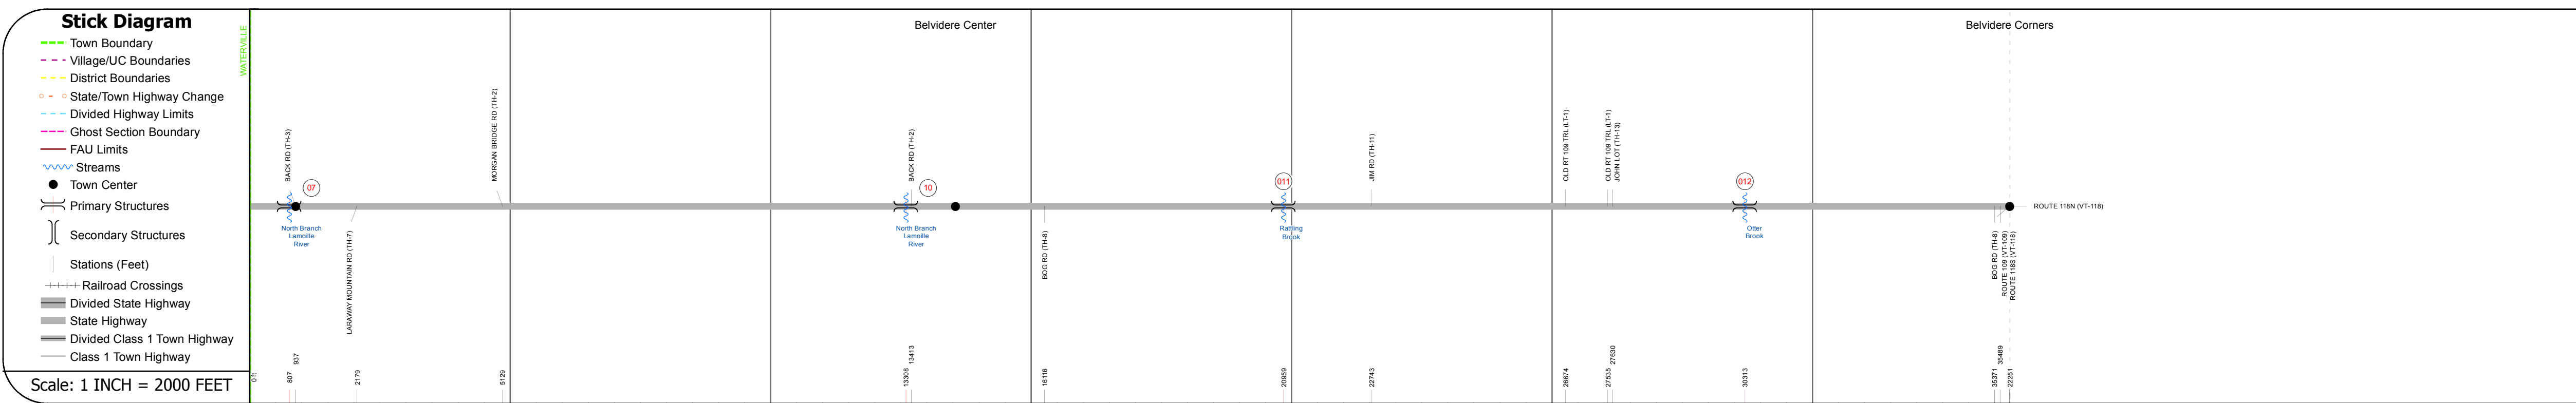 Stick Diagram
Town Boundary
Village/UC Boundaries
District Boundaries
State/Town Highway Change
Divided Highway Limits
Ghost Section Boundary
FAU Limits
Streams
Town Center
Primary Structures
Secondary Structures
Stations (Feet)
Railroad Crossings
Divided State Highway
State Highway
Divided Class 1 Town Highway
Class 1 Town Highway
Scale: 1 INCH = 2000 FEET
WATERVILLE
Belvidere Center
Belvidere Corners
BACK RD (TH-3)
07
North Branch
Lamoille
River
LARAWAY MOUNTAIN RD (TH-7)
MORGAN BRIDGE RD (TH-2)
BACK RD (TH-2)
10
North Branch
Lamoille
River
BOG RD (TH-8)
011
Rattling
Brook
JIM RD (TH-11)
OLD RT 109 TRL (LT-1)
OLD RT 109 TRL (LT-1)
JOHN LOT (TH-13)
012
Otter
Brook
BOG RD (TH-8)
ROUTE 109 (VT-109)
ROUTE 118S (VT-118)
ROUTE 118N (VT-118)
0 ft
807
937
2179
5129
13308
13413
16116
20959
22743
26674
27535
27630
30313
35371
35489
22251